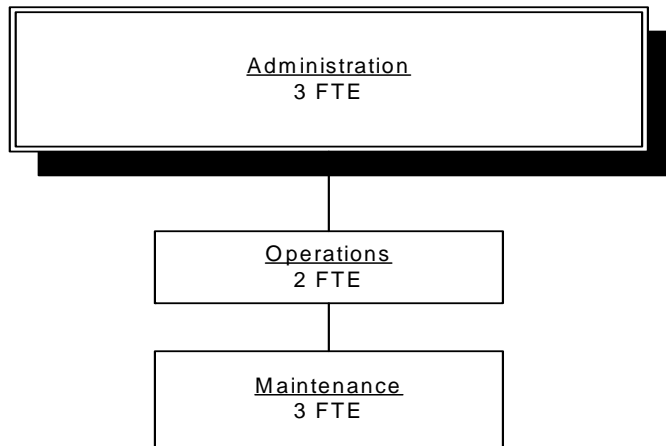 Administration
3 FTE
Operations
2 FTE
Maintenance
3 FTE